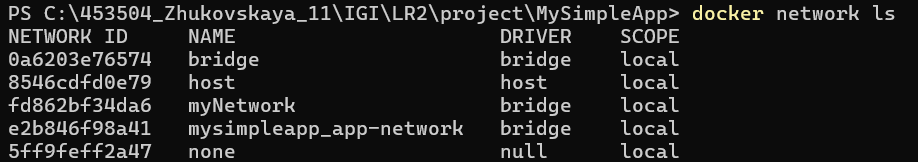 PS C:\453504_Zhukovskaya_11\IGI\LR2\project\MySimpleApp> docker network ls
NETWORK ID     NAME                      DRIVER    SCOPE
0a6203e76574   bridge                    bridge    local
8546cdfd0e79   host                      host      local
fd862bf34da6   myNetwork                 bridge    local
e2b846f98a41   mysimpleapp_app-network   bridge    local
5ff9feff2a47   none                      null      local